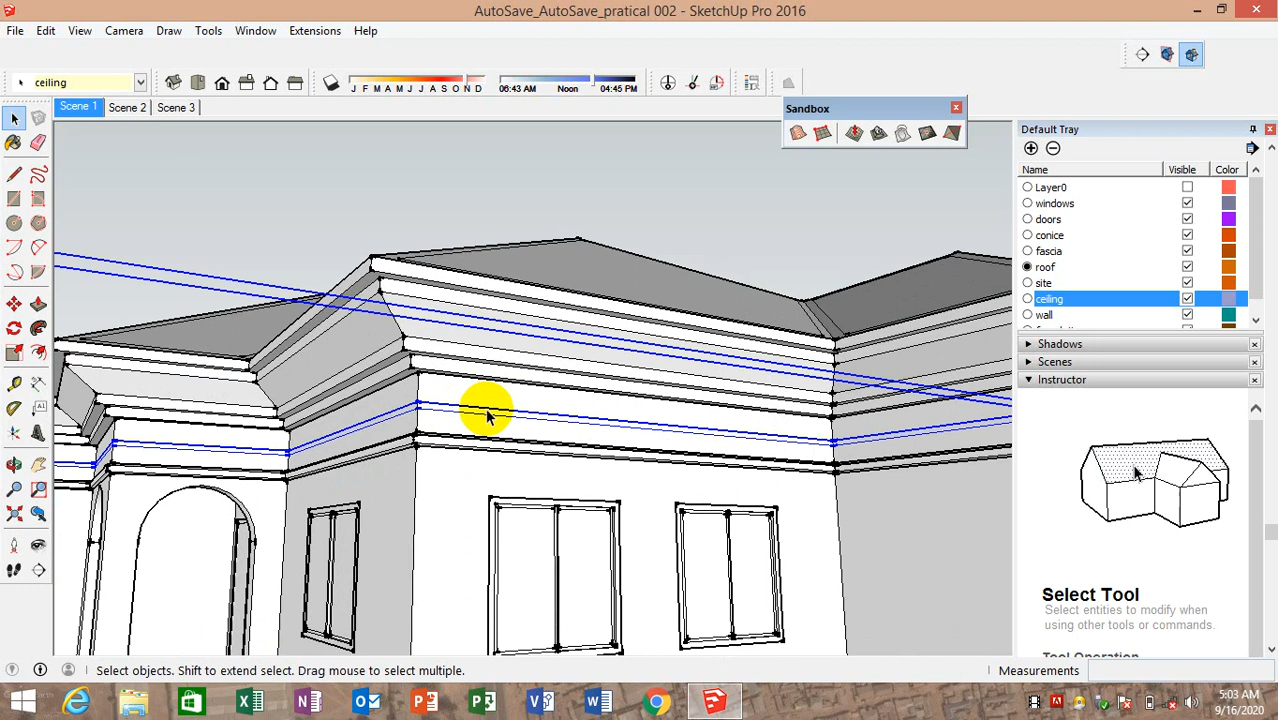 AutoSave_AutoSave_pratical 002 - SketchUp Pro 2016
File Edit View Camera Draw Tools Window Extensions Help
ceiling
J F M A M J J A S O N D
06:43 AM Noon 04:45 PM
Scene 1 Scene 2 Scene 3
Sandbox
Default Tray
Name Visible Color
Layer0
windows
doors
conice
fascia
roof
site
ceiling
wall
Shadows
Scenes
Instructor
Select Tool
Select entities to modify when
using other tools or commands.
Tool Operation
Select objects. Shift to extend select. Drag mouse to select multiple.
Measurements
5:03 AM
9/16/2020